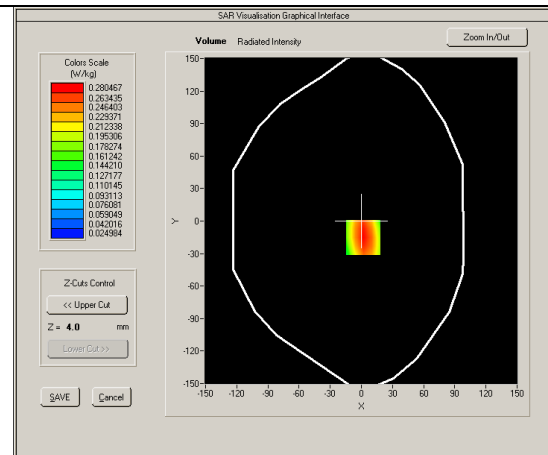 SAR Visualisation Graphical Interface
Volume Radiated Intensity
Zoom In/Out
Colors Scale
(W/kg)
0.280467
0.263435
0.246403
0.229371
0.212338
0.195306
0.178274
0.161242
0.144210
0.127177
0.110145
0.093113
0.076081
0.059049
0.042016
0.024984
Z-Cuts Control
<< Upper Cut
Z = 4.0 mm
Lower Cut >>
SAVE Cancel
150
120
90
60
30
Y 0
-30
-60
-90
-120
-150
-150 -120 -90 -60 -30 0 30 60 90 120 150
X